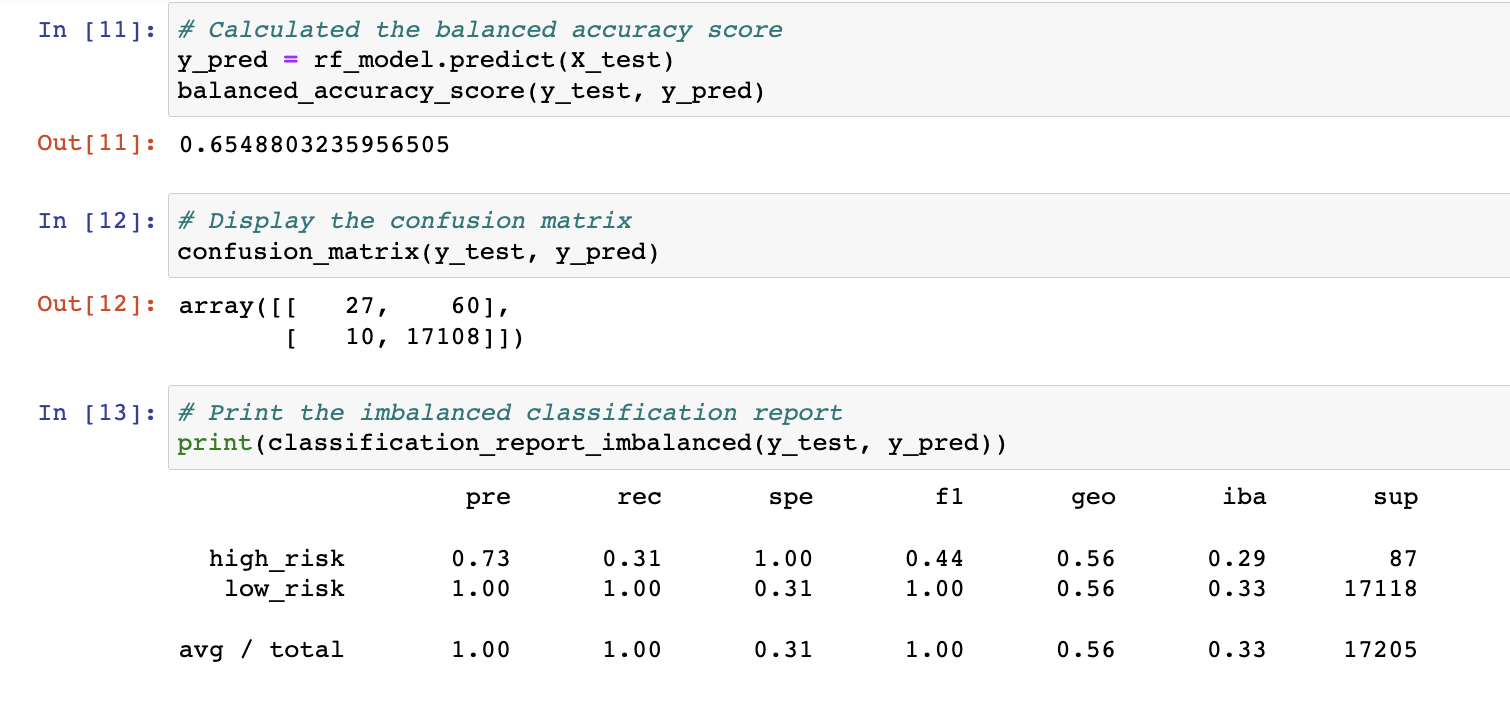 In [11]: # Calculated the balanced accuracy score
y_pred = rf_model.predict(X_test)
balanced_accuracy_score(y_test, y_pred)
Out[11]: 0.6548803235956505
In [12]: # Display the confusion matrix
confusion_matrix(y_test, y_pred)
Out[12]: array([[   27,    60],
       [   10, 17108]])
In [13]: # Print the imbalanced classification report
print(classification_report_imbalanced(y_test, y_pred))
pre rec spe f1 geo iba sup
high_risk 0.73 0.31 1.00 0.44 0.56 0.29 87
low_risk 1.00 1.00 0.31 1.00 0.56 0.33 17118
avg / total 1.00 1.00 0.31 1.00 0.56 0.33 17205